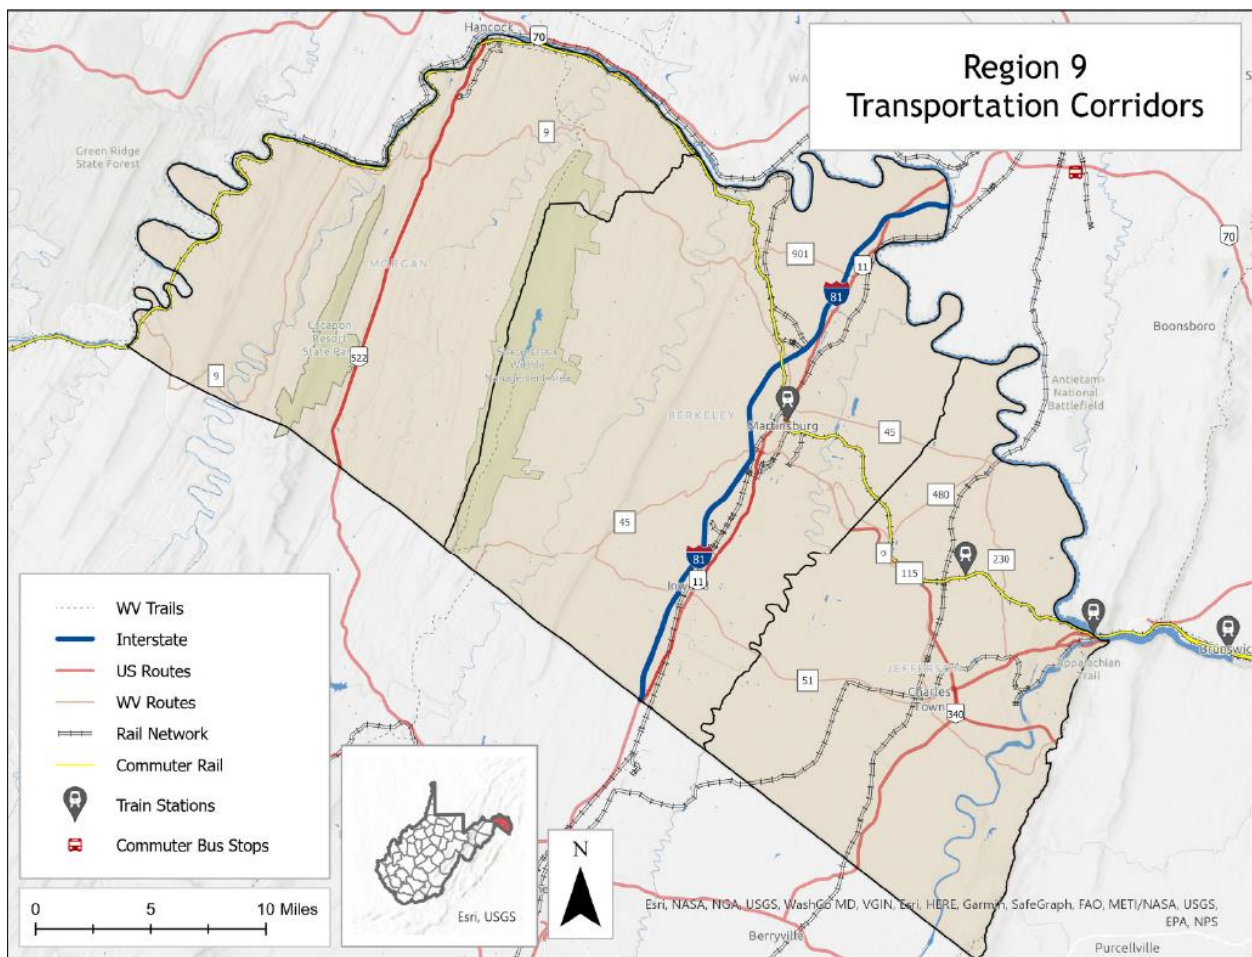 Region 9
Transportation Corridors
Hancock
70
Green Ridge
State Forest
9
MORGAN
901
11
81
70
Boonsboro
Cacapon
Resort
State Park
522
9
Wildlife
Management Area
BERKELEY
Martinsburg
45
Antietam
National
Battlefield
480
45
81
11
9
115
230
Brunswick
Appalachian
Trail
51
JEFFERSON
Charles
Town
340
WV Trails
Interstate
US Routes
WV Routes
Rail Network
Commuter Rail
Train Stations
Commuter Bus Stops
0 5 10 Miles
Esri, USGS
N
Esri, NASA, NGA, USGS, WashCo MD, VGIN, Esri, HERE, Garmin, SafeGraph, FAO, METI/NASA, USGS,
EPA, NPS
Berryville
Purcellville